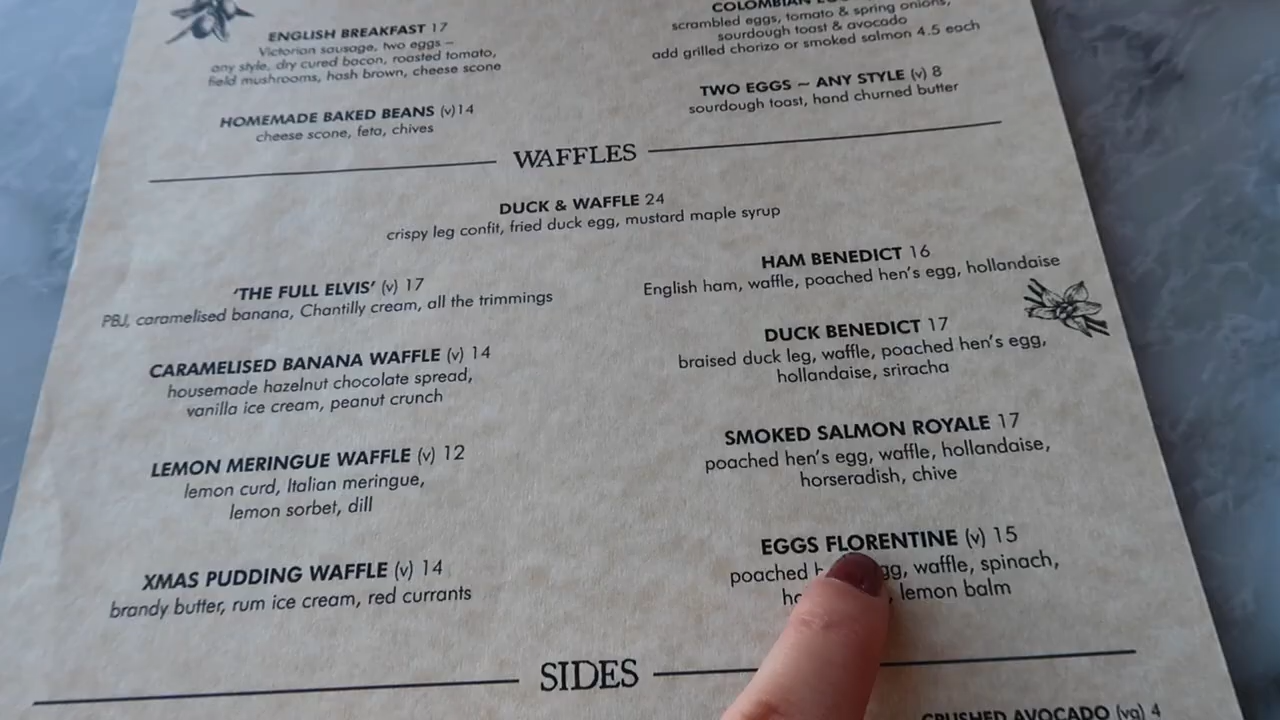 ENGLISH BREAKFAST 17
Victorian sausage, two eggs –
any style, dry cured bacon, roasted tomato,
field mushrooms, hash brown, cheese scone
HOMEMADE BAKED BEANS (v)14
cheese scone, feta, chives
COLOMBIAN
scrambled eggs, tomato & spring onions,
sourdough toast & avocado
add grilled chorizo or smoked salmon 4.5 each
TWO EGGS – ANY STYLE (v) 8
sourdough toast, hand churned butter
WAFFLES
DUCK & WAFFLE 24
crispy leg confit, fried duck egg, mustard maple syrup
'THE FULL ELVIS' (v) 17
PBJ, caramelised banana, Chantilly cream, all the trimmings
CARAMELISED BANANA WAFFLE (v) 14
housemade hazelnut chocolate spread,
vanilla ice cream, peanut crunch
LEMON MERINGUE WAFFLE (v) 12
lemon curd, Italian meringue,
lemon sorbet, dill
XMAS PUDDING WAFFLE (v) 14
brandy butter, rum ice cream, red currants
HAM BENEDICT 16
English ham, waffle, poached hen's egg, hollandaise
DUCK BENEDICT 17
braised duck leg, waffle, poached hen's egg,
hollandaise, sriracha
SMOKED SALMON ROYALE 17
poached hen's egg, waffle, hollandaise,
horseradish, chive
EGGS FLORENTINE (v) 15
poached waffle, spinach,
lemon balm
SIDES
CRUSHED AVOCADO (vg) 4